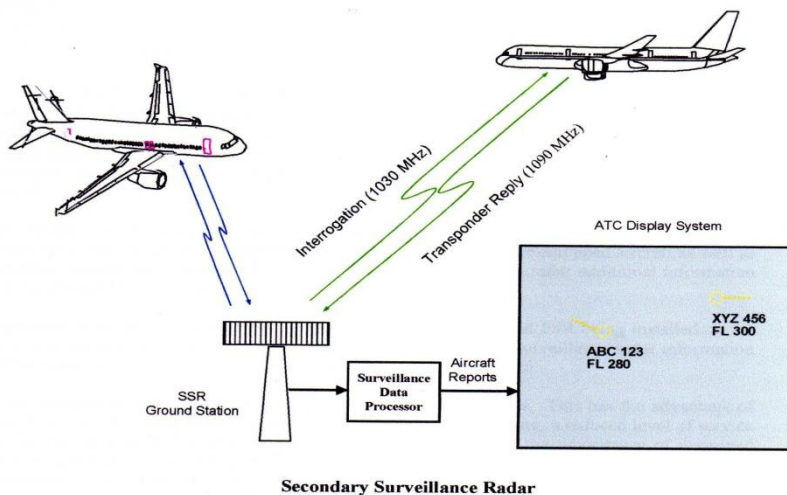 Interrogation (1030 MHz)
Transponder Reply (1090 MHz)
ATC Display System
XYZ 456
FL 300
ABC 123
FL 280
SSR
Ground Station
Surveillance
Data
Processor
Aircraft
Reports
Secondary Surveillance Radar